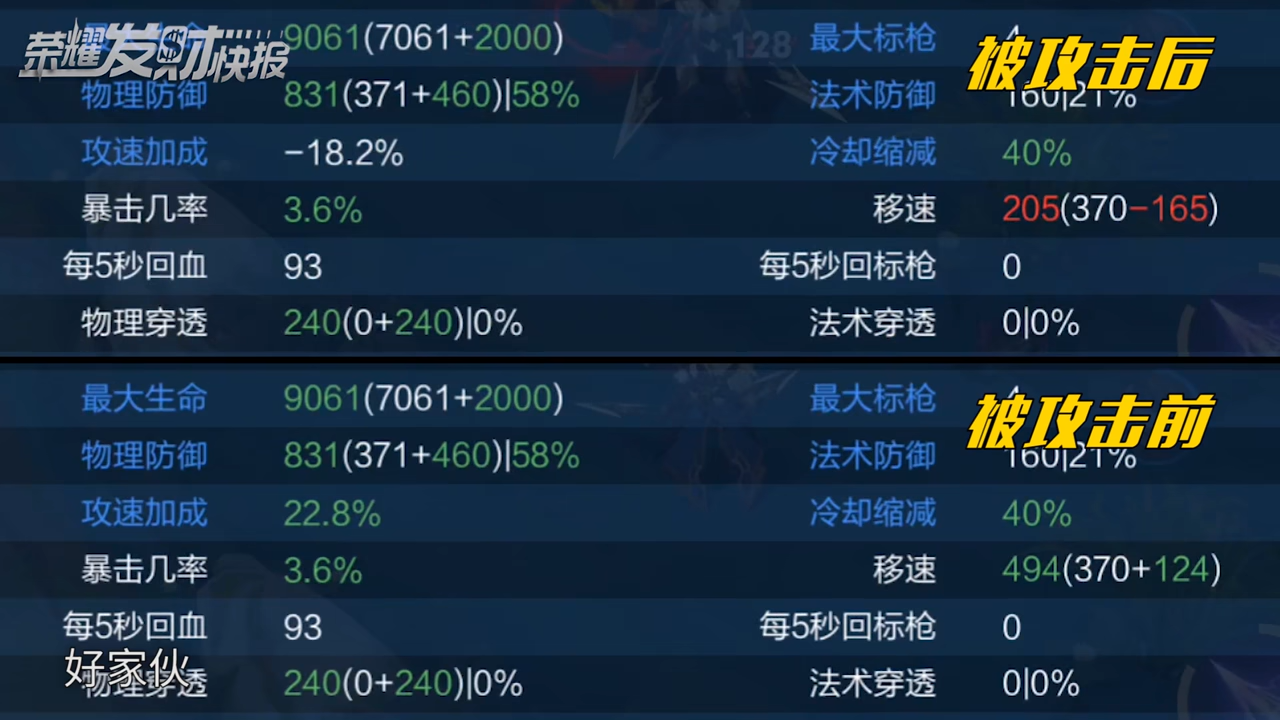 荣耀发财快报
9061(7061+2000)
最大标枪
4
被攻击后
物理防御 831(371+460)|58% 法术防御 160|21%
攻速加成 -18.2% 冷却缩减 40%
暴击几率 3.6% 移速 205(370-165)
每5秒回血 93 每5秒回标枪 0
物理穿透 240(0+240)|0% 法术穿透 0|0%
最大生命 9061(7061+2000) 最大标枪 4
被攻击前
物理防御 831(371+460)|58% 法术防御 160|21%
攻速加成 22.8% 冷却缩减 40%
暴击几率 3.6% 移速 494(370+124)
每5秒回血 93 每5秒回标枪 0
好家伙
物理穿透 240(0+240)|0% 法术穿透 0|0%